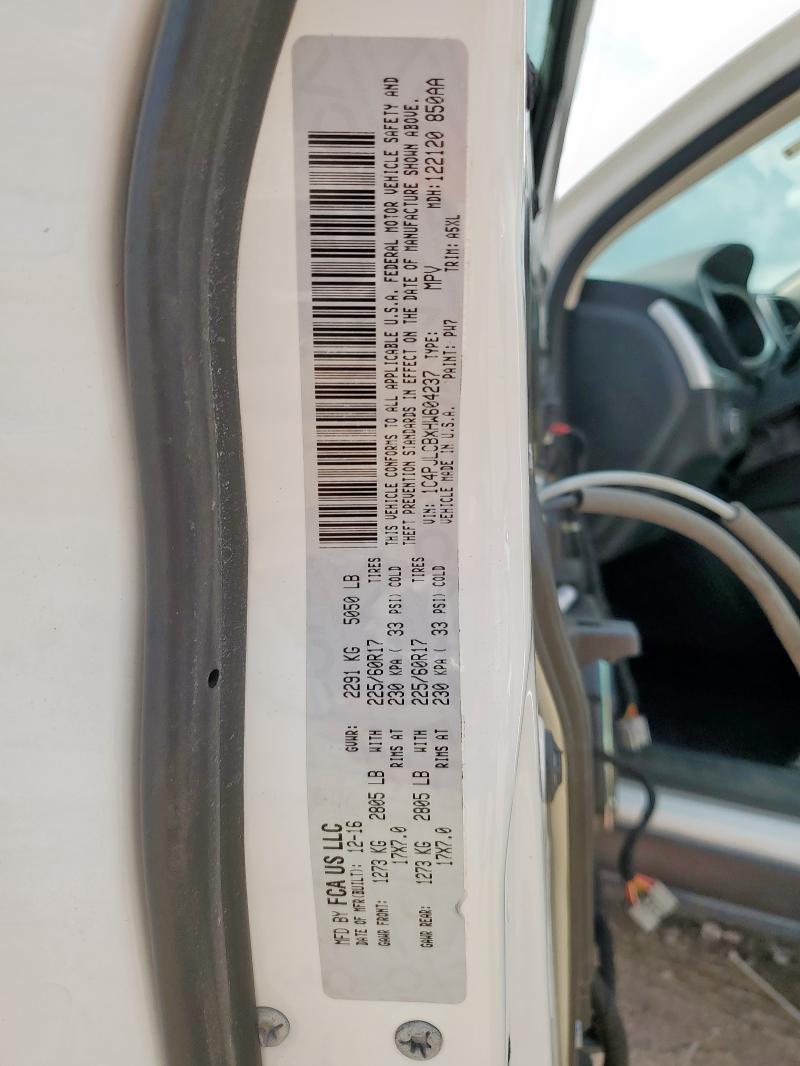 MFD BY FCA US LLC
DATE OF MFR(BUILT): 12-16 GVWR: 2291 KG 5050 LB
GAWR FRONT: 1273 KG 2805 LB WITH 225/60R17 TIRES
17X7.0 RIMS AT 230 KPA ( 33 PSI) COLD
GAWR REAR: 1273 KG 2805 LB WITH 225/60R17 TIRES
17X7.0 RIMS AT 230 KPA ( 33 PSI) COLD
THIS VEHICLE CONFORMS TO ALL APPLICABLE U.S.A. FEDERAL MOTOR VEHICLE SAFETY AND
THEFT PREVENTION STANDARDS IN EFFECT ON THE DATE OF MANUFACTURE SHOWN ABOVE.
VIN: 1C4PJLCBXHW604237 TYPE: MPV MDH: 122120 850AA
VEHICLE MADE IN U.S.A. PAINT: PW7 TRIM: A5XL